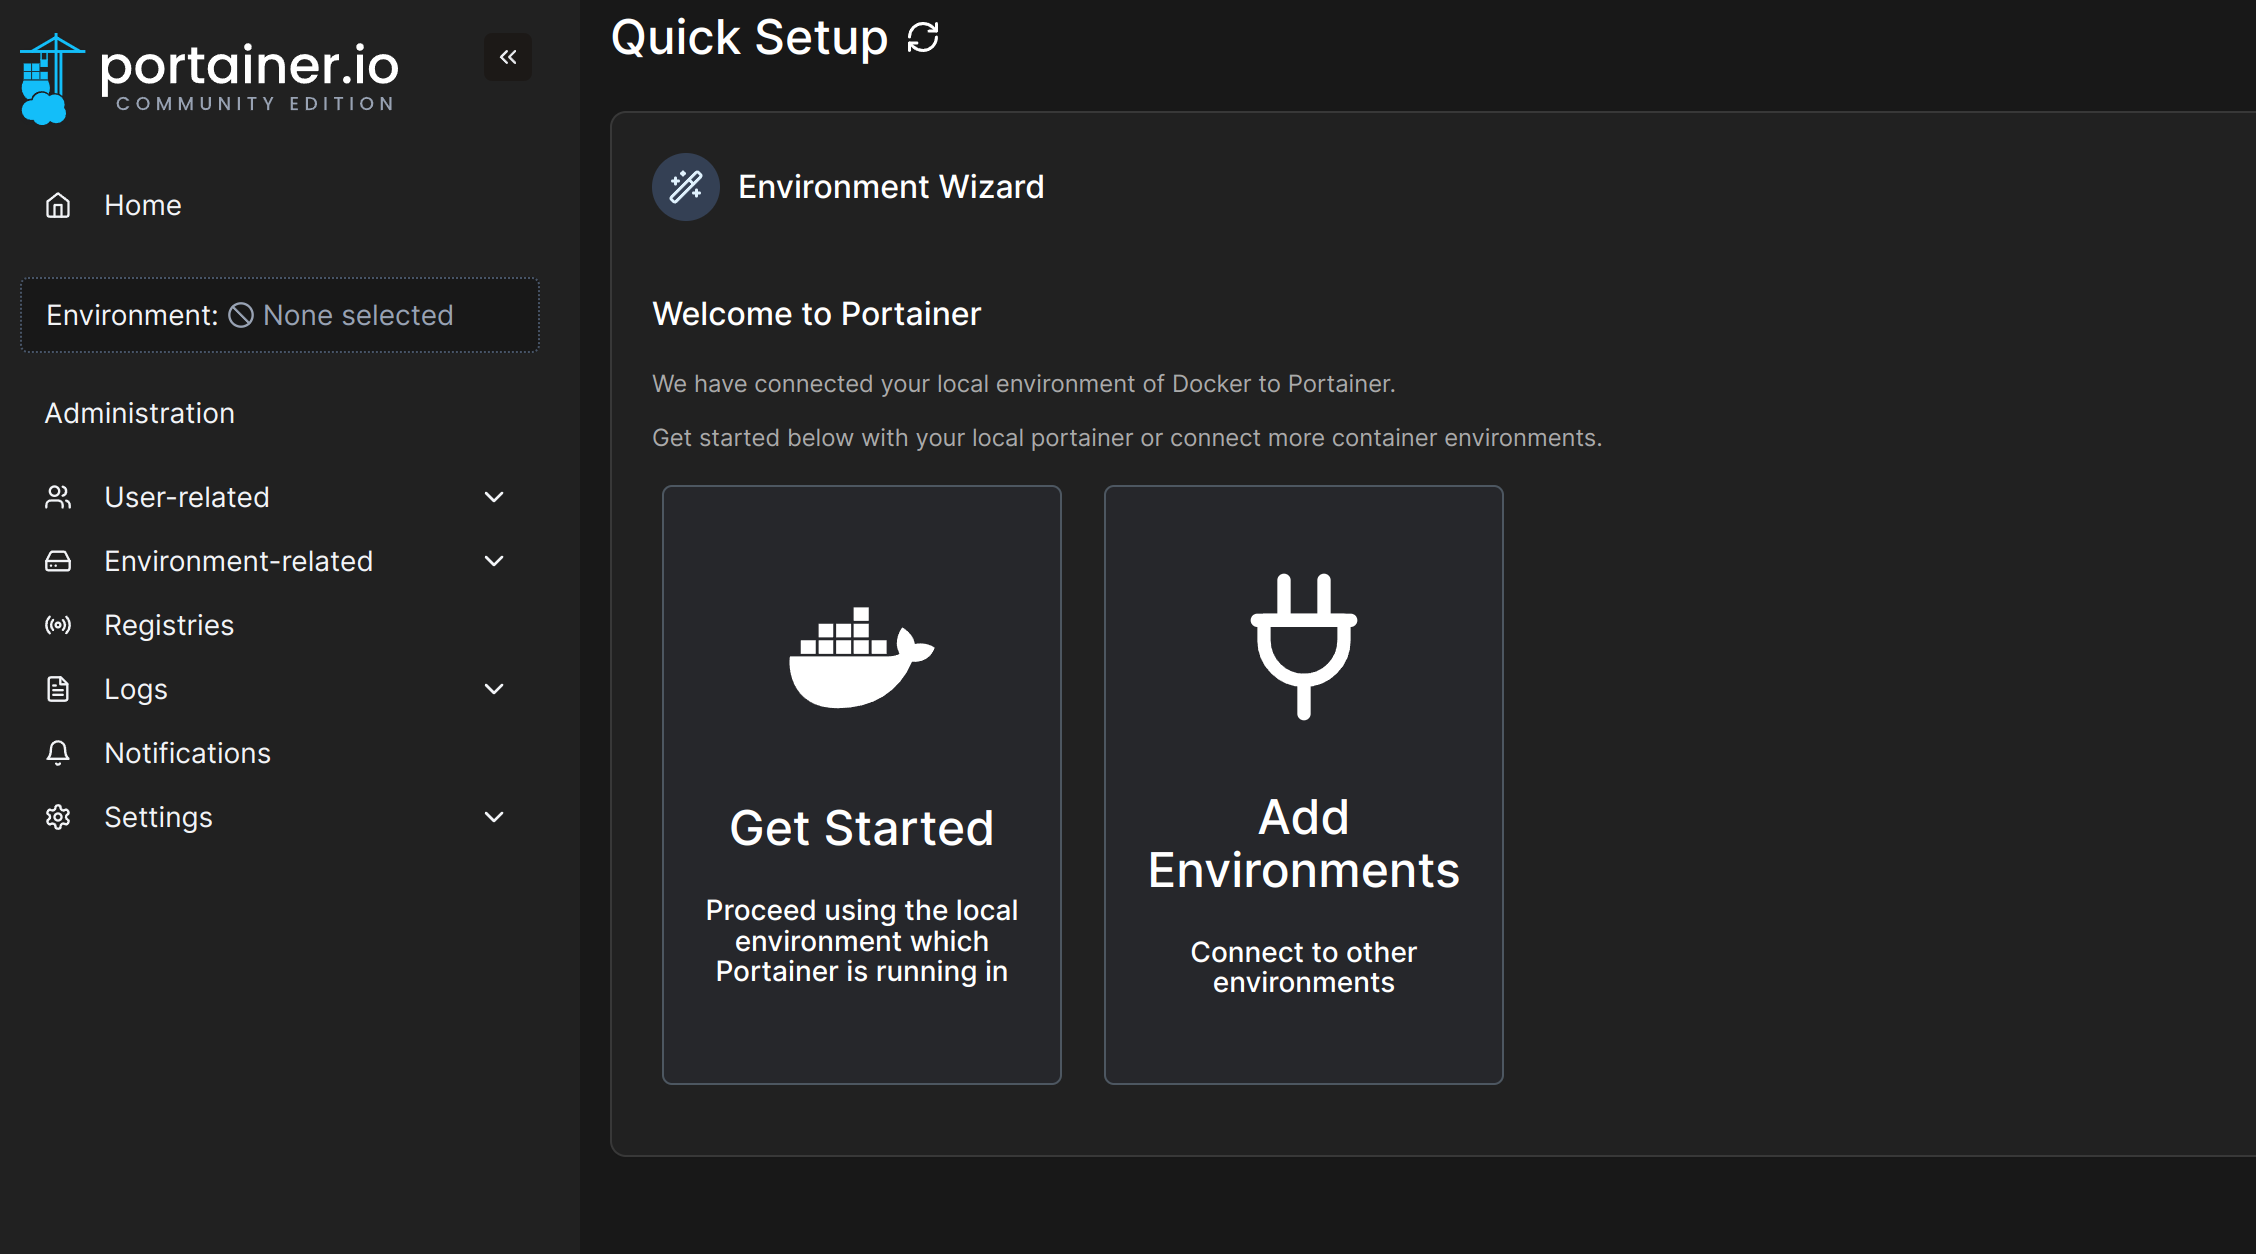 portainer.io
COMMUNITY EDITION
Home
Environment: None selected
Administration
User-related
Environment-related
Registries
Logs
Notifications
Settings
Quick Setup
Environment Wizard
Welcome to Portainer
We have connected your local environment of Docker to Portainer.
Get started below with your local portainer or connect more container environments.
Get Started
Proceed using the local
environment which
Portainer is running in
Add
Environments
Connect to other
environments